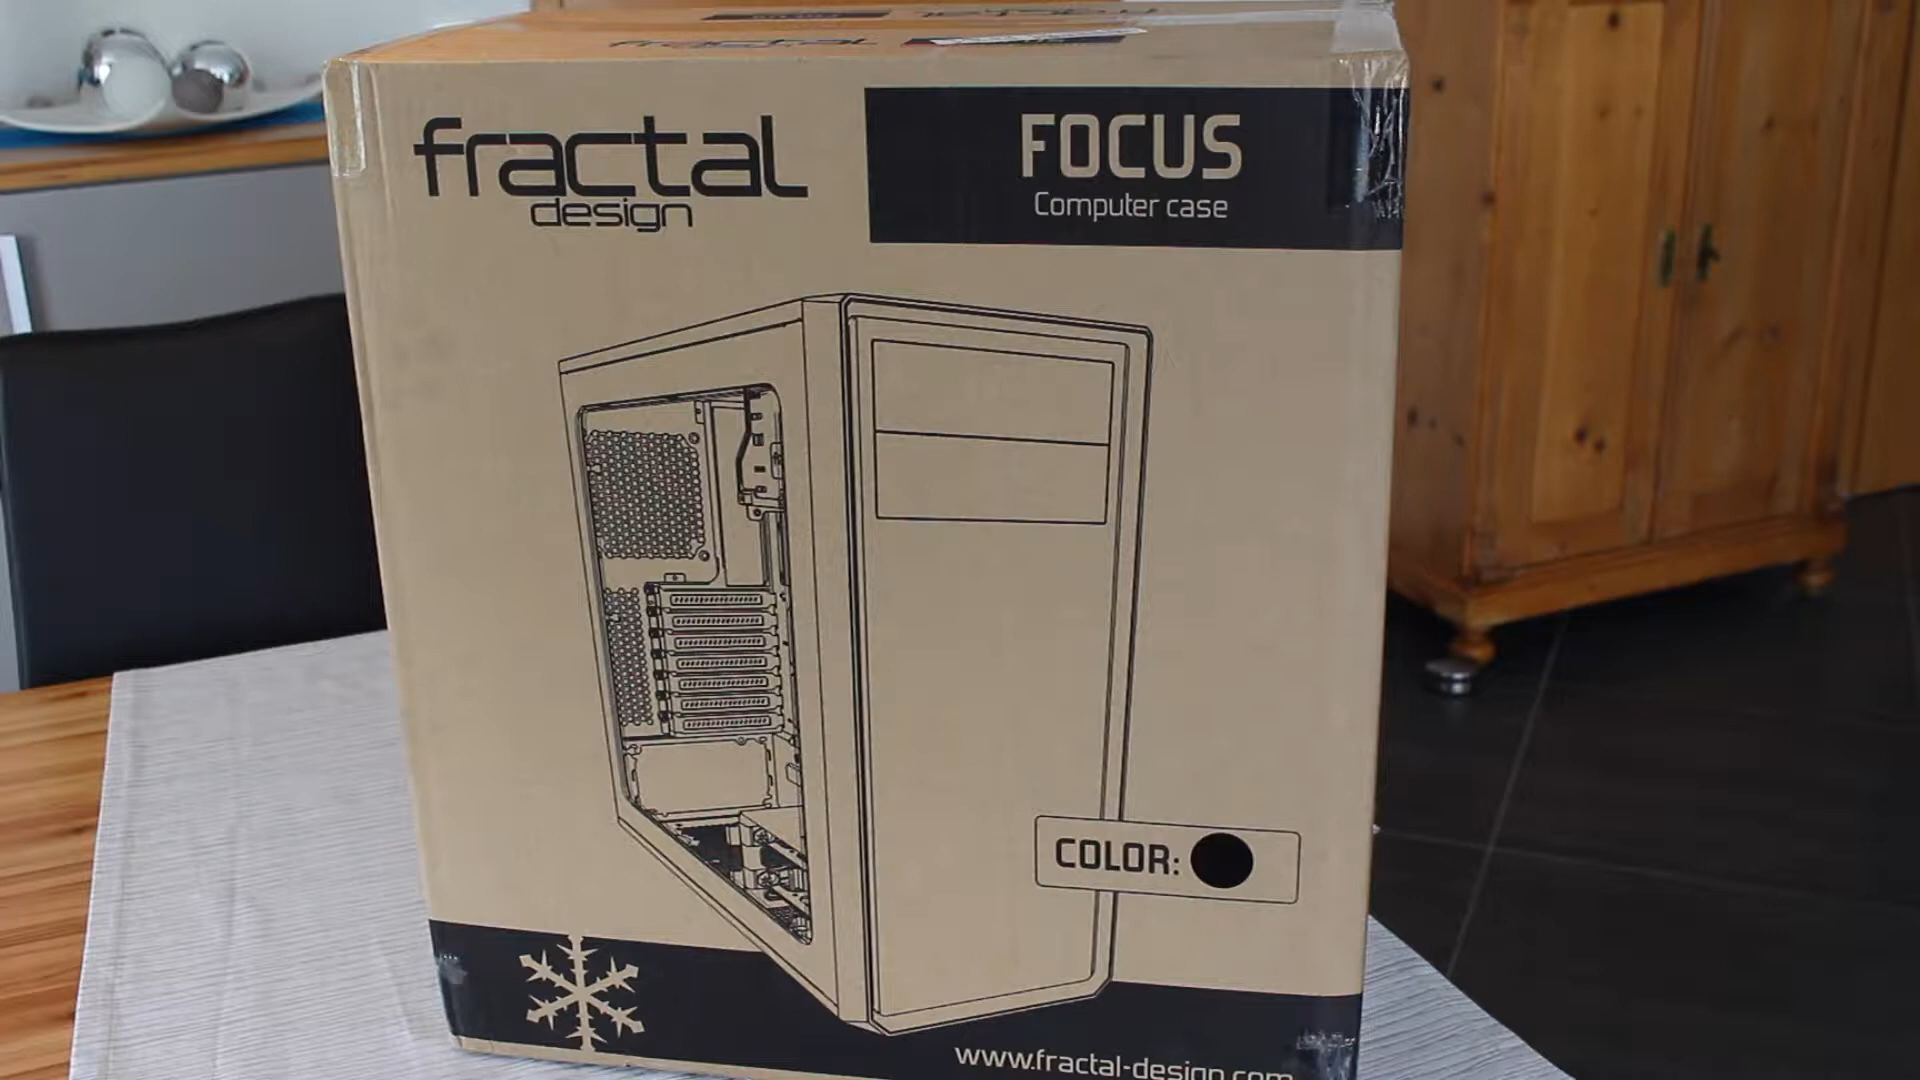 fractal
design
FOCUS
Computer case
COLOR:
www.fractal-design.com